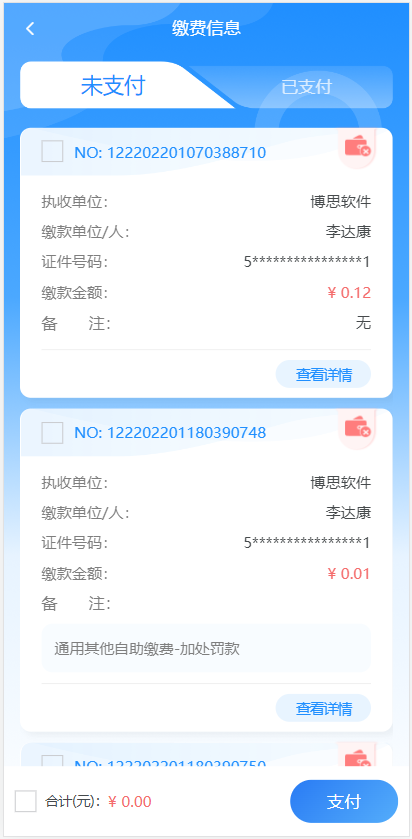 缴费信息
未支付
已支付
NO: 122202201070388710
执收单位: 博思软件
缴款单位/人: 李达康
证件号码: 5****************1
缴款金额: ¥ 0.12
备 注: 无
查看详情
NO: 122202201180390748
执收单位: 博思软件
缴款单位/人: 李达康
证件号码: 5****************1
缴款金额: ¥ 0.01
备 注:
通用其他自助缴费-加处罚款
查看详情
NO: 122202201180390750
合计(元): ¥ 0.00
支付